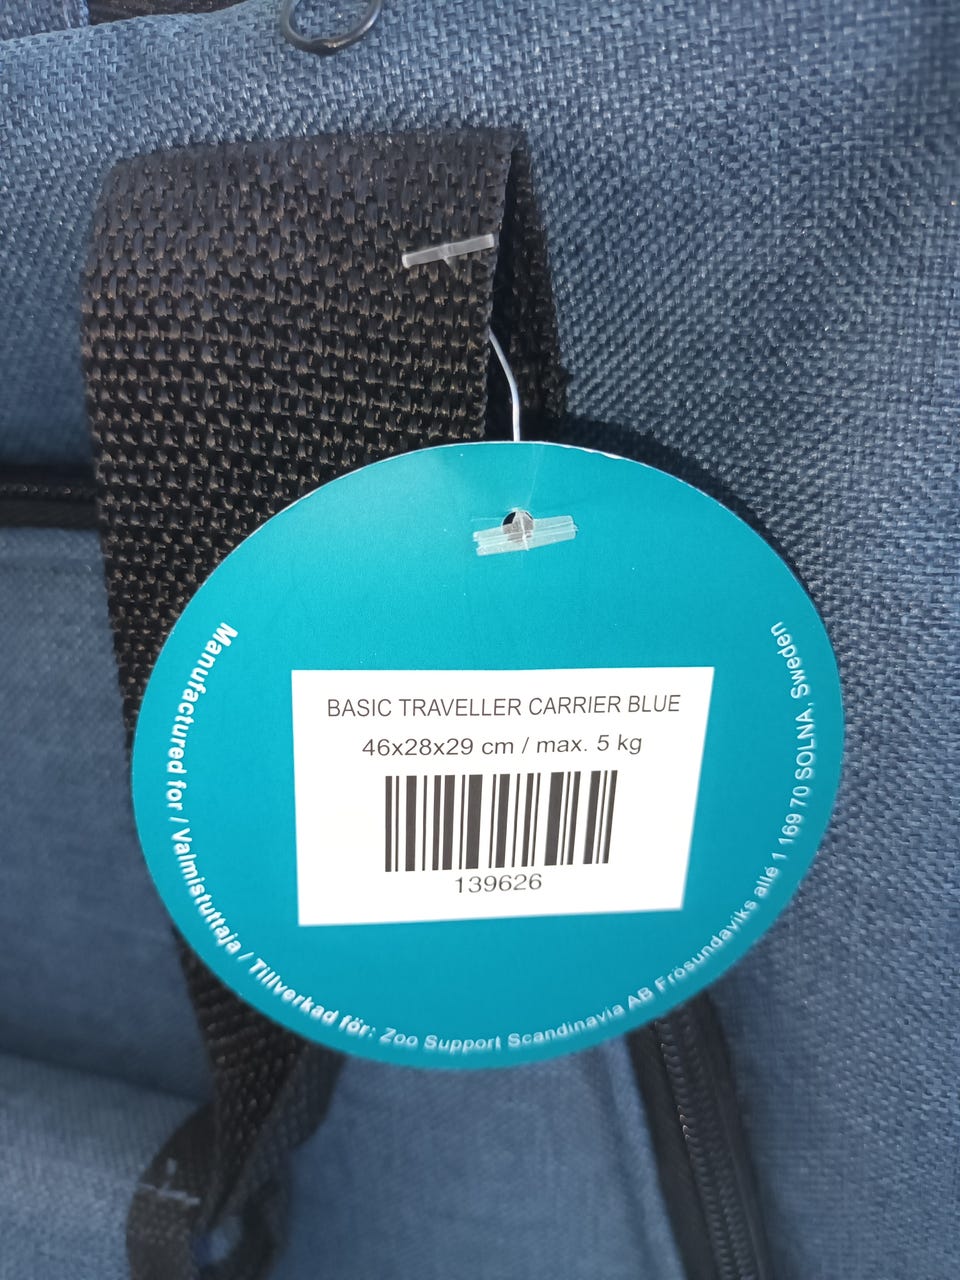 BASIC TRAVELLER CARRIER BLUE
46x28x29 cm / max. 5 kg
139626
Manufactured for / Valmistuttaja / Tillverkad för: Zoo Support Scandinavia AB Frösundaviks allé 1 169 70 SOLNA, Sweden